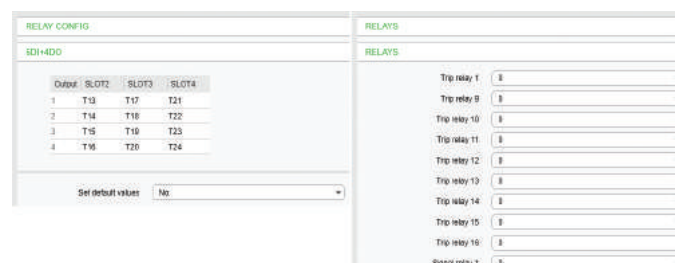 RELAY CONFIG
5DI+4DO
Output SLOT2 SLOT3 SLOT4
1 T13 T17 T21
2 T14 T18 T22
3 T15 T19 T23
4 T16 T20 T24
Set default values No
RELAYS
RELAYS
Trip relay 1
Trip relay 9
Trip relay 10
Trip relay 11
Trip relay 12
Trip relay 13
Trip relay 14
Trip relay 15
Trip relay 16
Signal relay 1